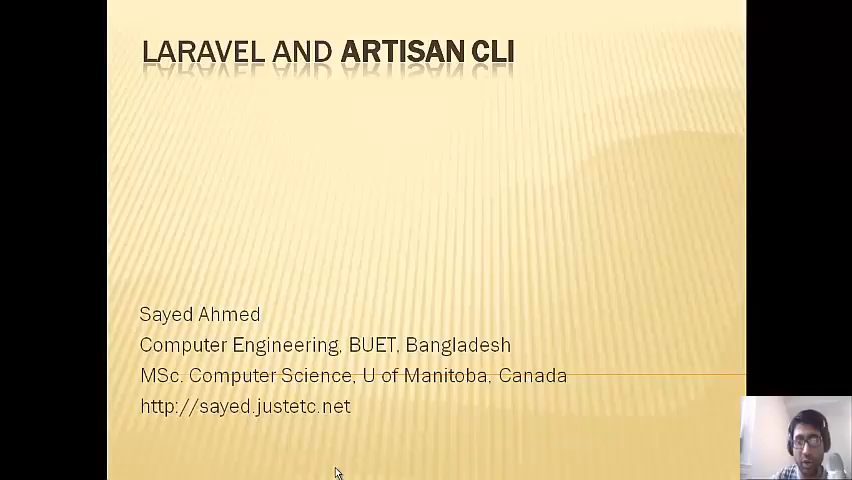 LARAVEL AND ARTISAN CLI
Sayed Ahmed
Computer Engineering, BUET, Bangladesh
MSc. Computer Science, U of Manitoba, Canada
http://sayed.justetc.net